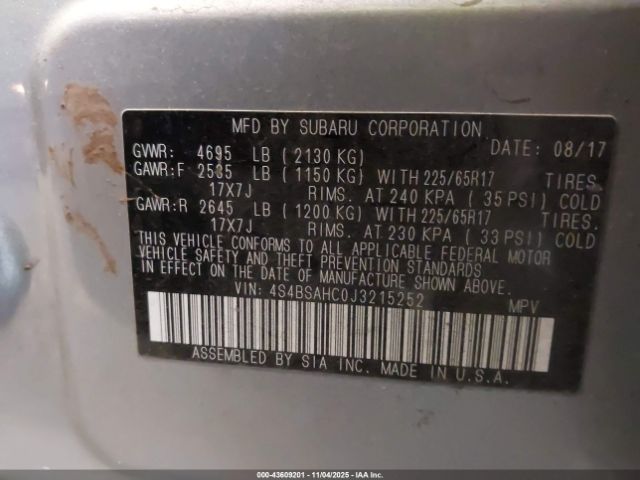 MFD BY SUBARU CORPORATION DATE: 08/17
GVWR: 4695 LB (2130 KG)
GAWR:F 2535 LB (1150 KG) WITH 225/65R17 TIRES.
17X7J RIMS. AT 240 KPA (35 PSI) COLD
GAWR:R 2645 LB (1200 KG) WITH 225/65R17 TIRES.
17X7J RIMS. AT 230 KPA (33 PSI) COLD
THIS VEHICLE CONFORMS TO ALL APPLICABLE FEDERAL MOTOR
VEHICLE SAFETY AND THEFT PREVENTION STANDARDS
IN EFFECT ON THE DATE OF MANUFACTURE SHOWN ABOVE.
VIN: 4S4BSAHC0J3215252 MPV
ASSEMBLED BY SIA INC. MADE IN U.S.A.
000-43609201 - 11/04/2025 - IAAI.COM